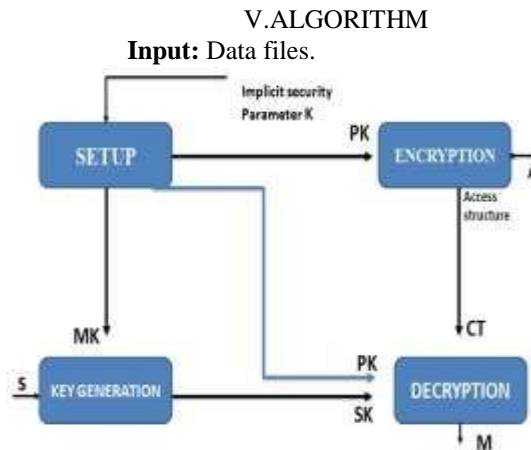 V.ALGORITHM
Input: Data files.
Implicit security
Parameter K
PK
SETUP
ENCRYPTION
Access
structure
MK
CT
PK
S
KEY GENERATION
DECRYPTION
SK
M